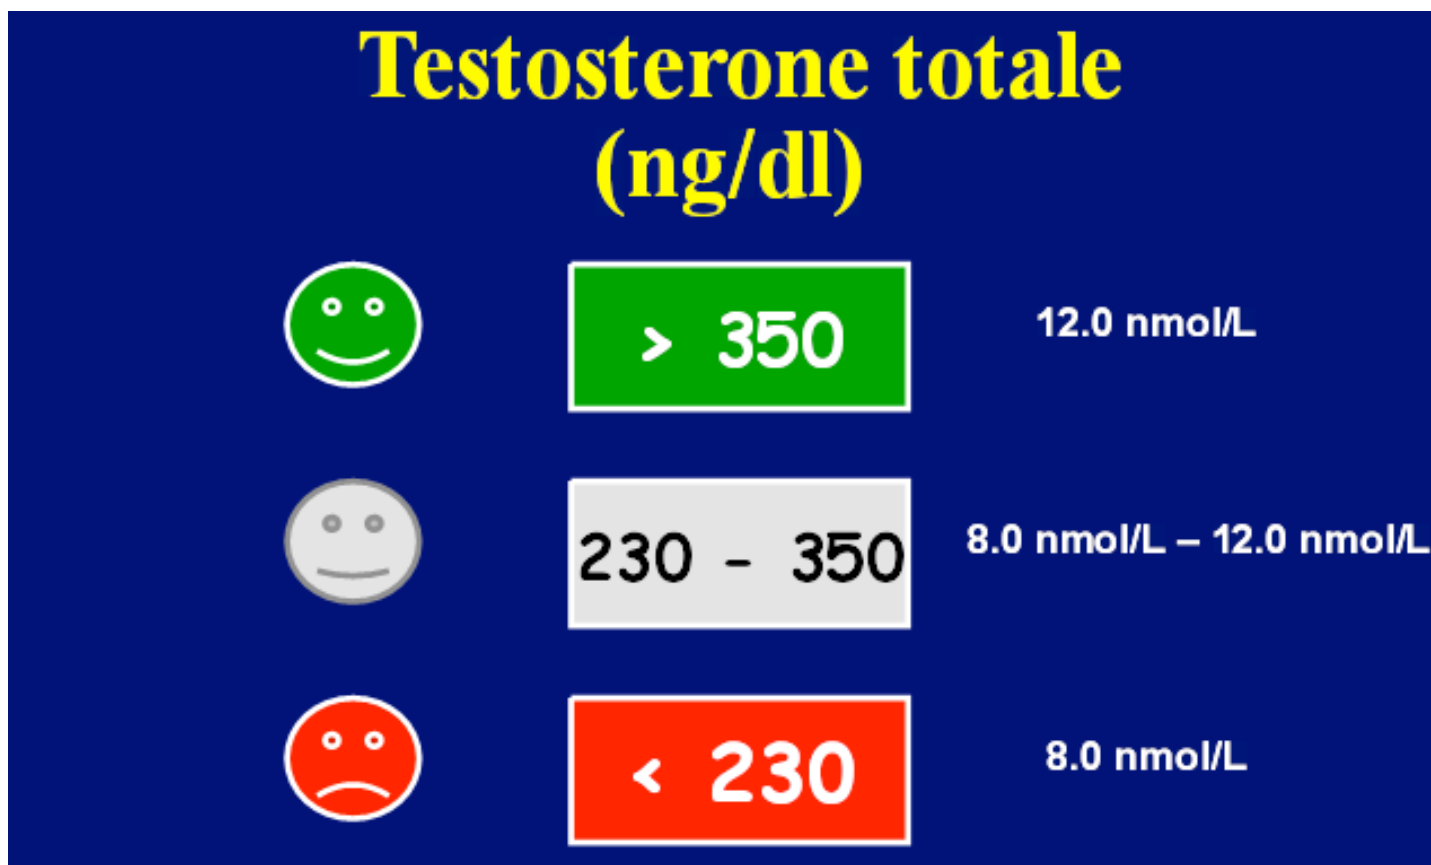 Testosterone totale
(ng/dl)
> 350
12.0 nmol/L
230 - 350
8.0 nmol/L – 12.0 nmol/L
< 230
8.0 nmol/L